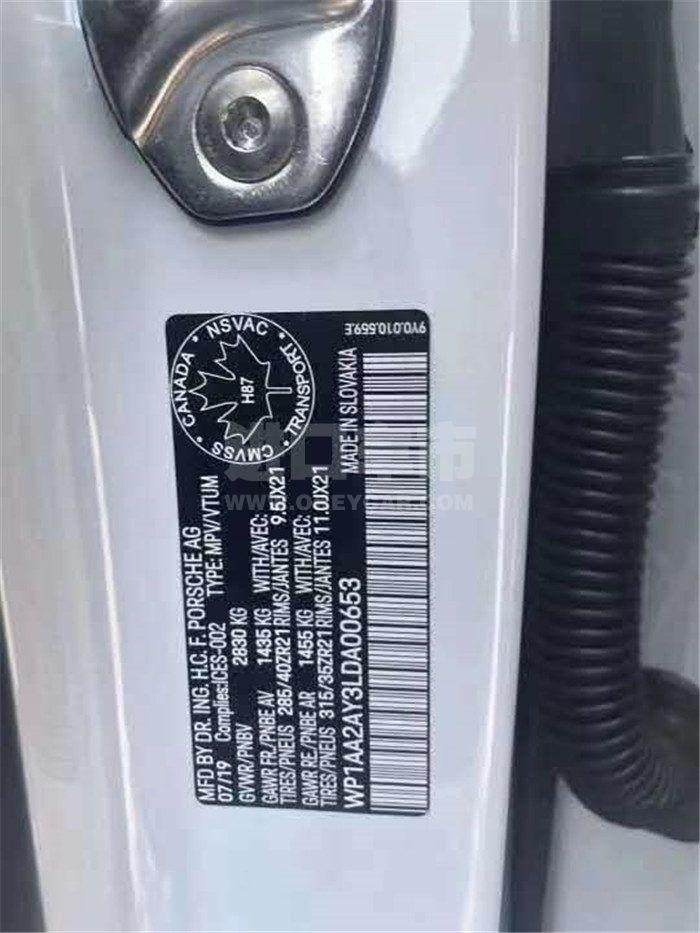 MFD BY DR. ING. H.C. F. PORSCHE AG
07/19 Complies:ICES-002 TYPE: MPV/VTUM
GVWR/PNBV 2830 KG
GAWR FR./PNBE AV 1435 KG WITH/AVEC:
TIRES/PNEUS 285/40ZR21 RIMS/JANTES 9.5JX21
GAWR RE./PNBE AR 1455 KG WITH/AVEC:
TIRES/PNEUS 315/35ZR21 RIMS/JANTES 11.0JX21
WP1AA2AY3LDA00653 MADE IN SLOVAKIA
9Y0.010.559.E
CANADA • NSVAC
TRANSPORT • CMVSS •
H87